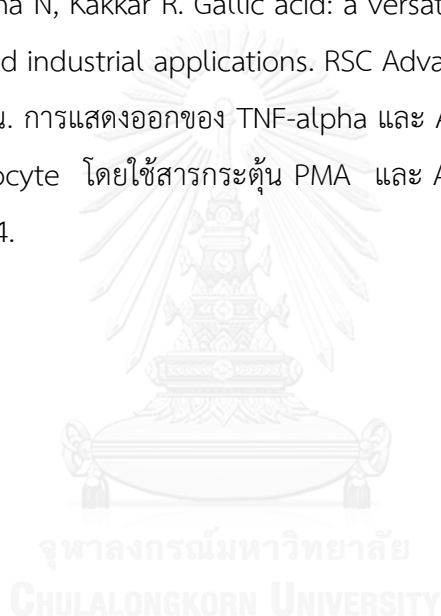 na N, Kakkar R. Gallic acid: a versat
d industrial applications. RSC Adva
น. การแสดงออกของ TNF-alpha และ A
ocyte โดยใช้สารกระตุ้น PMA และ A
4.
จุฬาลงกรณ์มหาวิทยาลัย
CHULALONGKORN UNIVERSITY